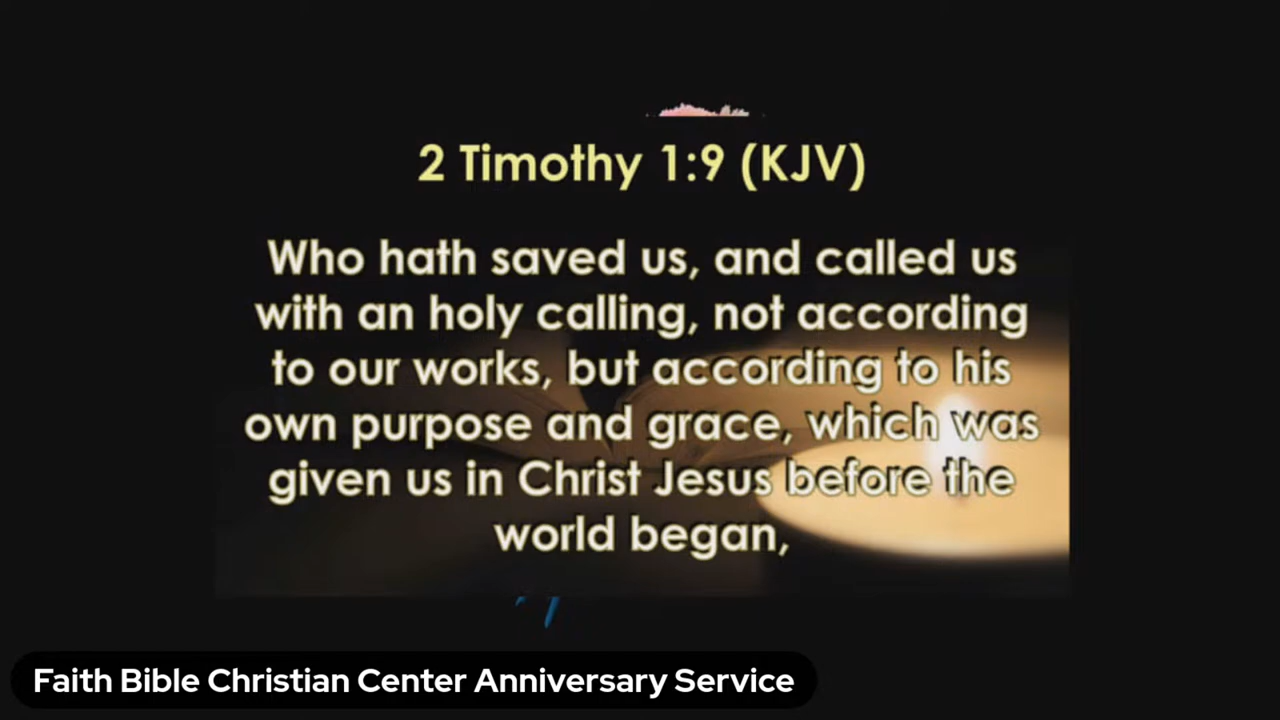 2 Timothy 1:9 (KJV)
Who hath saved us, and called us
with an holy calling, not according
to our works, but according to his
own purpose and grace, which was
given us in Christ Jesus before the
world began,
Faith Bible Christian Center Anniversary Service